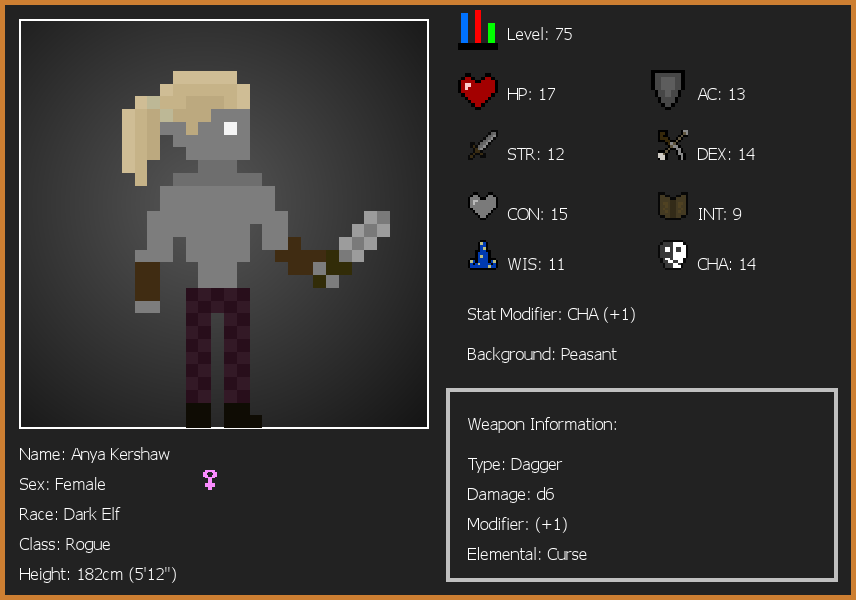 Level: 75
HP: 17
AC: 13
STR: 12
DEX: 14
CON: 15
INT: 9
WIS: 11
CHA: 14
Stat Modifier: CHA (+1)
Background: Peasant
Weapon Information:
Type: Dagger
Damage: d6
Modifier: (+1)
Elemental: Curse
Name: Anya Kershaw
Sex: Female
Race: Dark Elf
Class: Rogue
Height: 182cm (5'12")